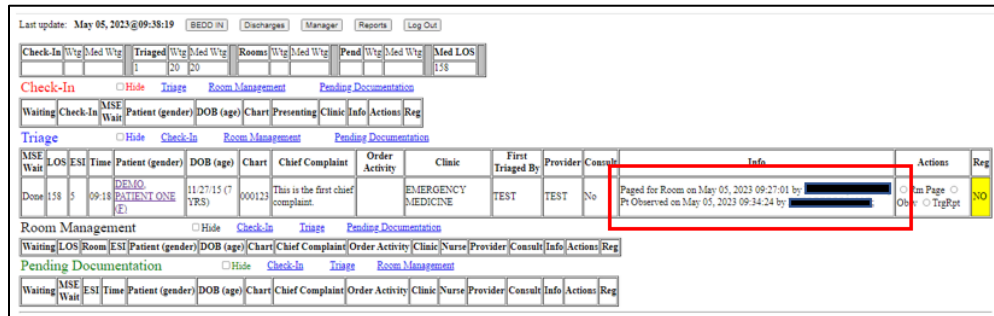 Last update: May 05, 2023@09:38:19 BEDD IN Discharges Manager Reports Log Out
Check-In Wtg Med Wtg Triaged Wtg Med Wtg Rooms Wtg Med Wtg Pend Wtg Med Wtg Med LOS
1 20 20 158
Check-In Hide Triage Room Management Pending Documentation
Waiting Check-In MSE Wait Patient (gender) DOB (age) Chart Presenting Clinic Info Actions Reg
Triage Hide Check-In Room Management Pending Documentation
MSE Wait LOS ESI Time Patient (gender) DOB (age) Chart Chief Complaint Order Activity Clinic First Triaged By Provider Consult Info Actions Reg
Done 158 5 09:18 DEMO, PATIENT ONE (F) 11/27/15 (7 YRS) 000123 This is the first chief complaint. EMERGENCY MEDICINE TEST TEST No Paged for Room on May 05, 2023 09:27:01 by Pt Observed on May 05, 2023 09:34:24 by ; Rm Page Obsv TrgRpt NO
Room Management Hide Check-In Triage Pending Documentation
Waiting LOS Room ESI Patient (gender) DOB (age) Chart Chief Complaint Order Activity Clinic Nurse Provider Consult Info Actions Reg
Pending Documentation Hide Check-In Triage Room Management
Waiting MSE Wait ESI Time Patient (gender) DOB (age) Chart Chief Complaint Order Activity Clinic Nurse Provider Consult Info Actions Reg